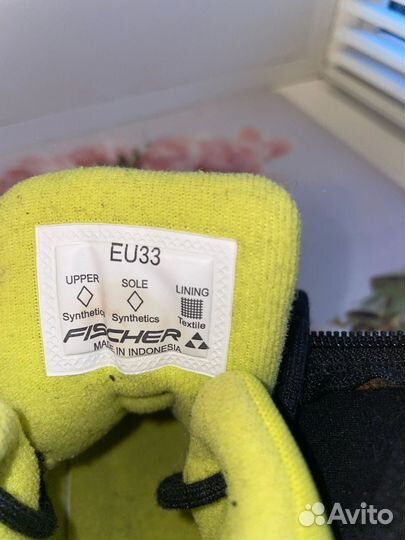 EU33
UPPER SOLE LINING
Synthetics Synthetics Textile
FISCHER
MADE IN INDONESIA
Avito